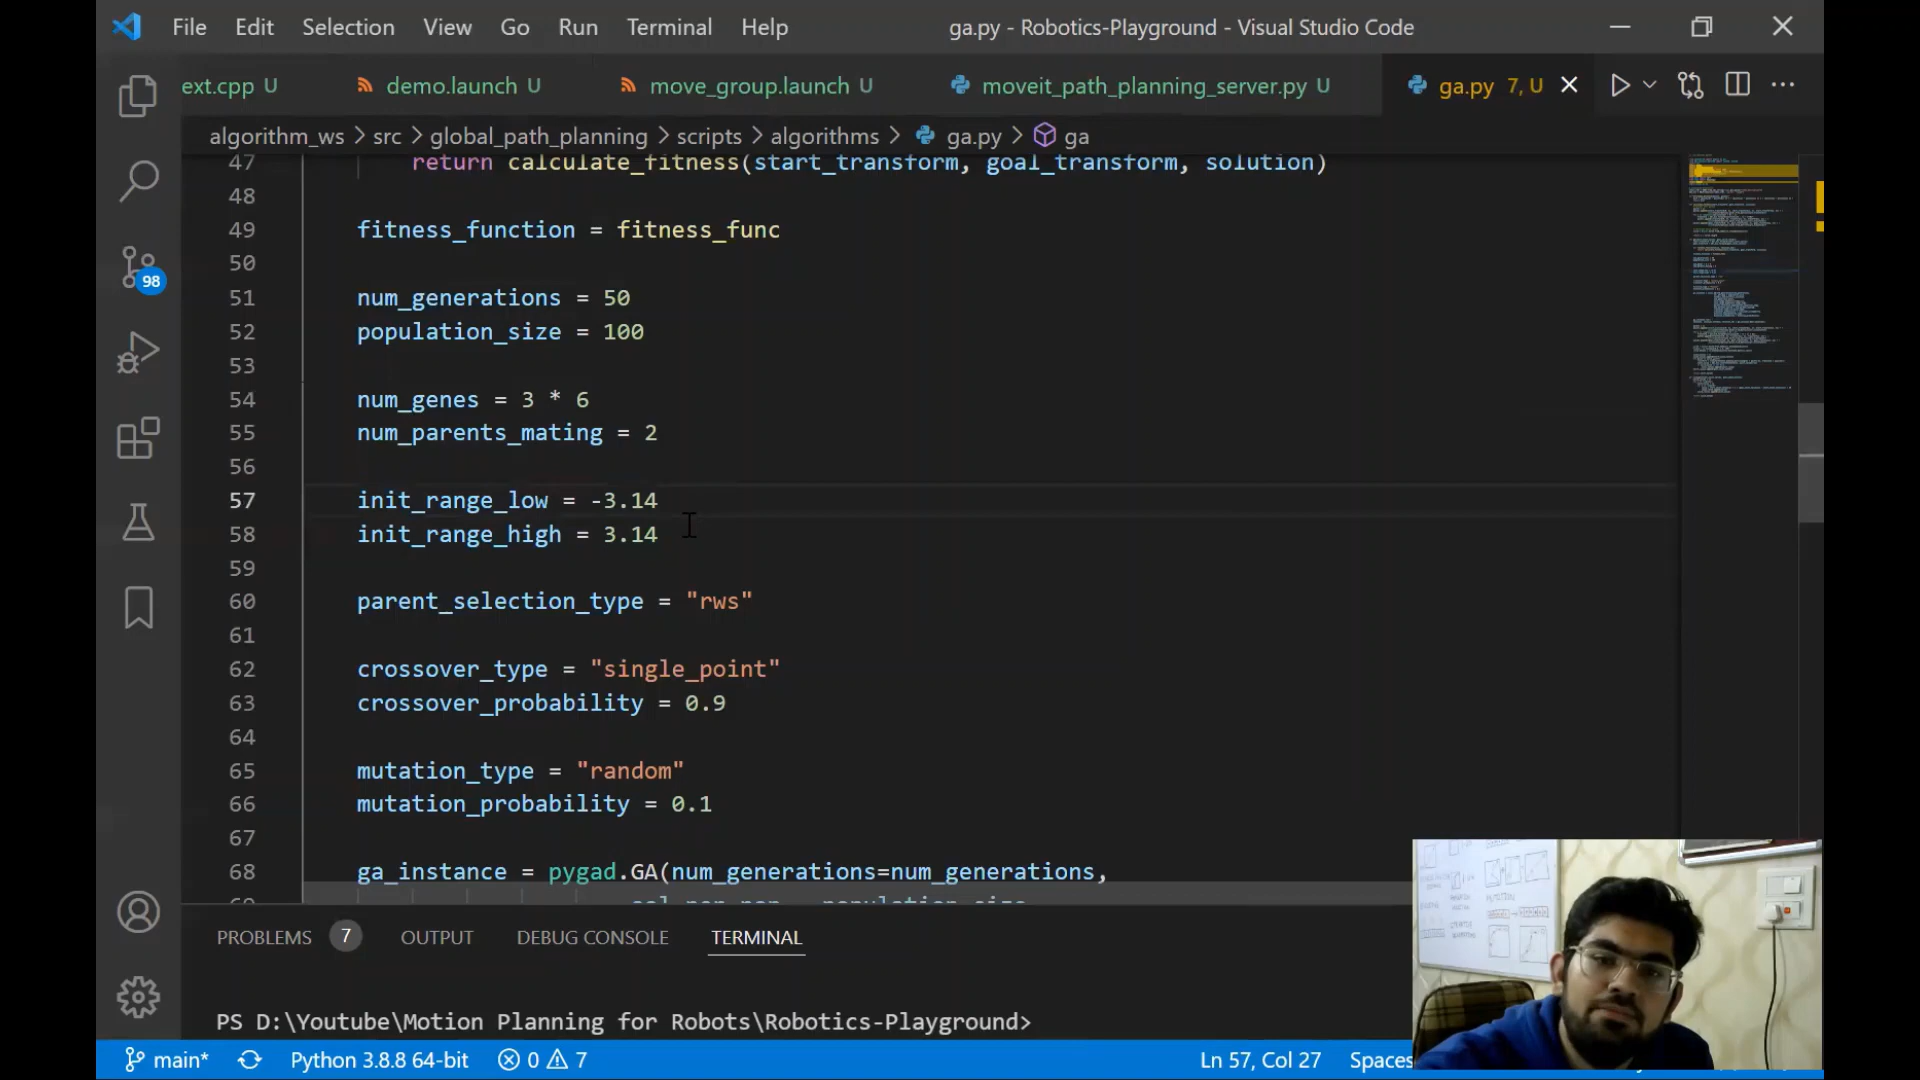 File Edit Selection View Go Run Terminal Help ga.py - Robotics-Playground - Visual Studio Code
ext.cpp U demo.launch U move_group.launch U moveit_path_planning_server.py U ga.py 7, U
algorithm_ws > src > global_path_planning > scripts > algorithms > ga.py > ga
47 return calculate_fitness(start_transform, goal_transform, solution)
48
49 fitness_function = fitness_func
50
51 num_generations = 50
52 population_size = 100
53
54 num_genes = 3 * 6
55 num_parents_mating = 2
56
57 init_range_low = -3.14
58 init_range_high = 3.14
59
60 parent_selection_type = "rws"
61
62 crossover_type = "single_point"
63 crossover_probability = 0.9
64
65 mutation_type = "random"
66 mutation_probability = 0.1
67
68 ga_instance = pygad.GA(num_generations=num_generations,
98
PROBLEMS 7 OUTPUT DEBUG CONSOLE TERMINAL
PS D:\Youtube\Motion Planning for Robots\Robotics-Playground>
main* Python 3.8.8 64-bit 0 7 Ln 57, Col 27 Spaces